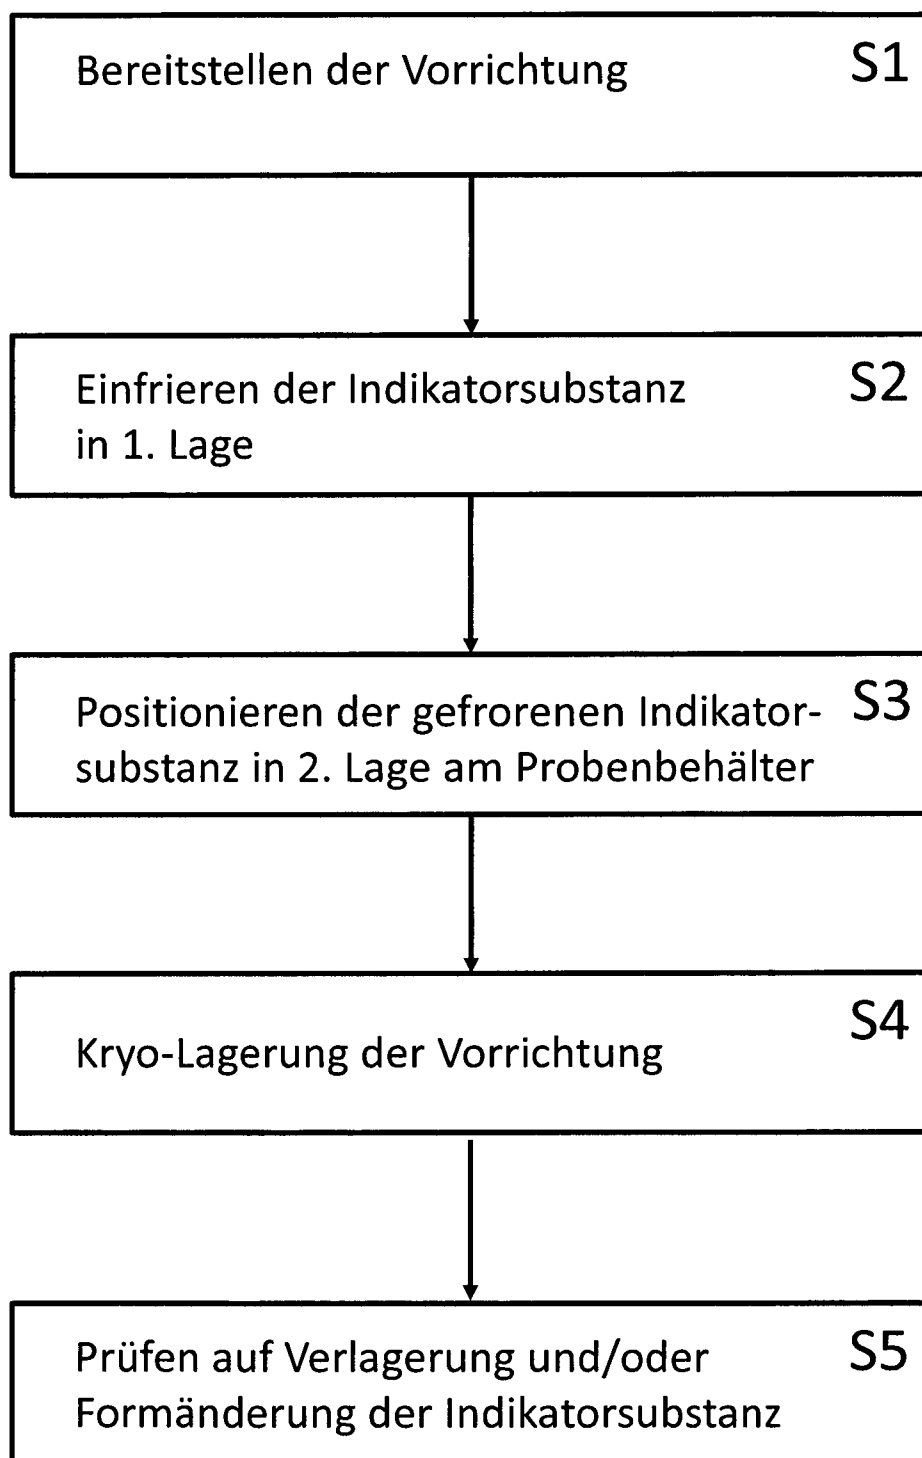 Bereitstellen der Vorrichtung S1
Einfrieren der Indikatorsubstanz S2
in 1. Lage
Positionieren der gefrorenen Indikator- S3
substanz in 2. Lage am Probenbehälter
Kryo-Lagerung der Vorrichtung S4
Prüfen auf Verlagerung und/oder S5
Formänderung der Indikatorsubstanz